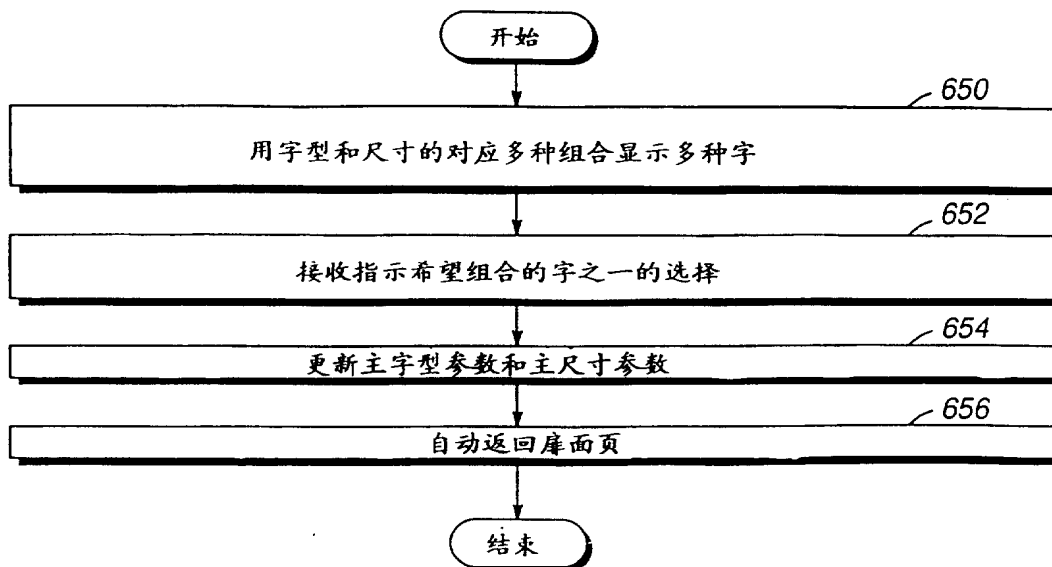 开始
650
用字型和尺寸的对应多种组合显示多种字
652
接收指示希望组合的字之一的选择
654
更新主字型参数和主尺寸参数
656
自动返回扉面页
结束